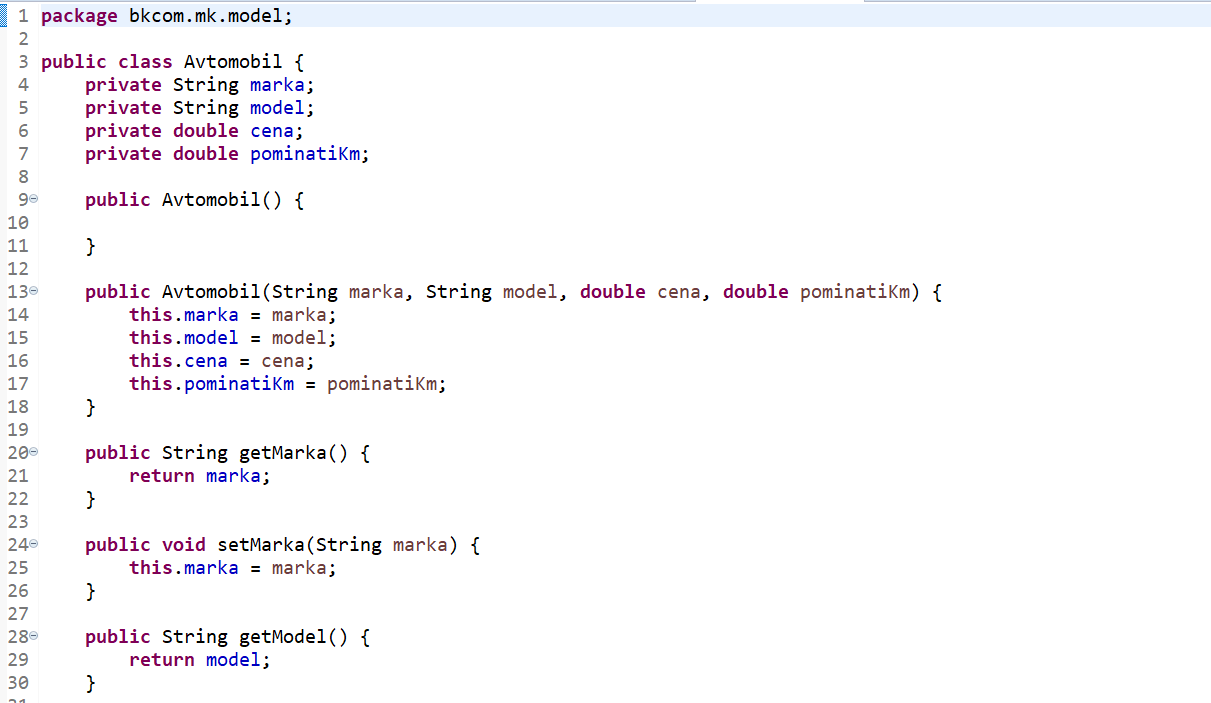 1 package bkcom.mk.model;
2
3 public class Avtomobil {
4     private String marka;
5     private String model;
6     private double cena;
7     private double pominatiKm;
8
9     public Avtomobil() {
10
11     }
12
13     public Avtomobil(String marka, String model, double cena, double pominatiKm) {
14         this.marka = marka;
15         this.model = model;
16         this.cena = cena;
17         this.pominatiKm = pominatiKm;
18     }
19
20     public String getMarka() {
21         return marka;
22     }
23
24     public void setMarka(String marka) {
25         this.marka = marka;
26     }
27
28     public String getModel() {
29         return model;
30     }
31